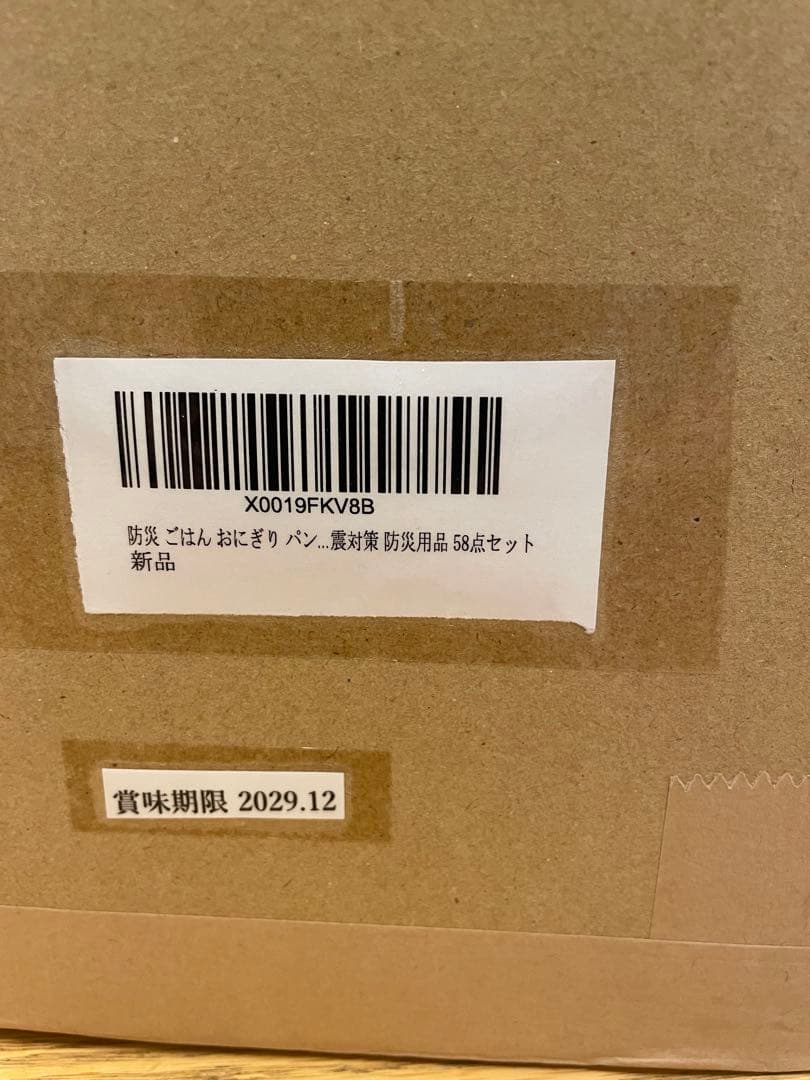 X0019FKV8B
防災 ごはん おにぎり パン...震対策 防災用品 58点セット
新品
賞味期限 2029.12